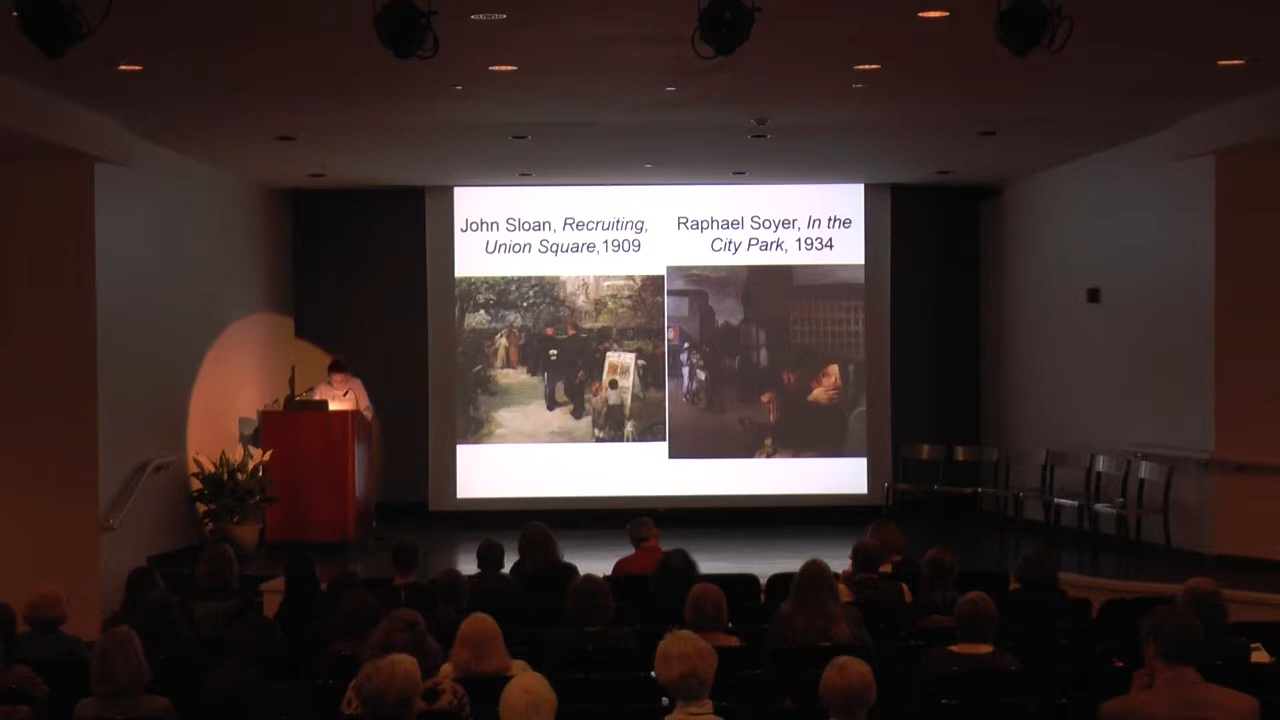 John Sloan, Recruiting,
Union Square,1909
Raphael Soyer, In the
City Park, 1934